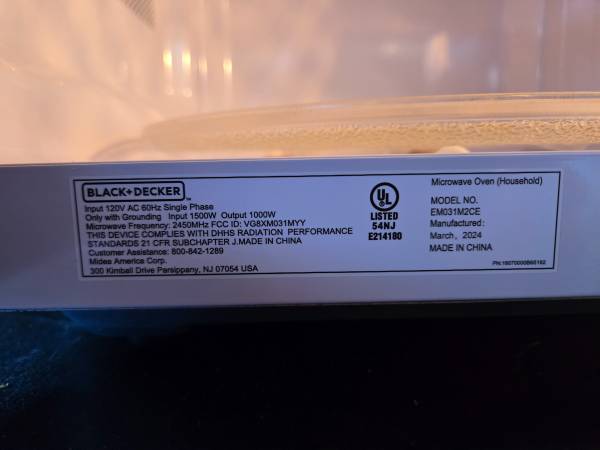 BLACK+DECKER™
Input 120V AC 60Hz Single Phase
Only with Grounding Input 1500W Output 1000W
Microwave Frequency: 2450MHz FCC ID: VG8XM031MYY
THIS DEVICE COMPLIES WITH DHHS RADIATION PERFORMANCE
STANDARDS 21 CFR SUBCHAPTER J.MADE IN CHINA
Customer Assistance: 800-842-1289
Midea America Corp.
300 Kimball Drive Parsippany, NJ 07054 USA
UL
LISTED
54NJ
E214180
Microwave Oven (Household)
MODEL NO.
EM031M2CE
Manufactured:
March, 2024
MADE IN CHINA